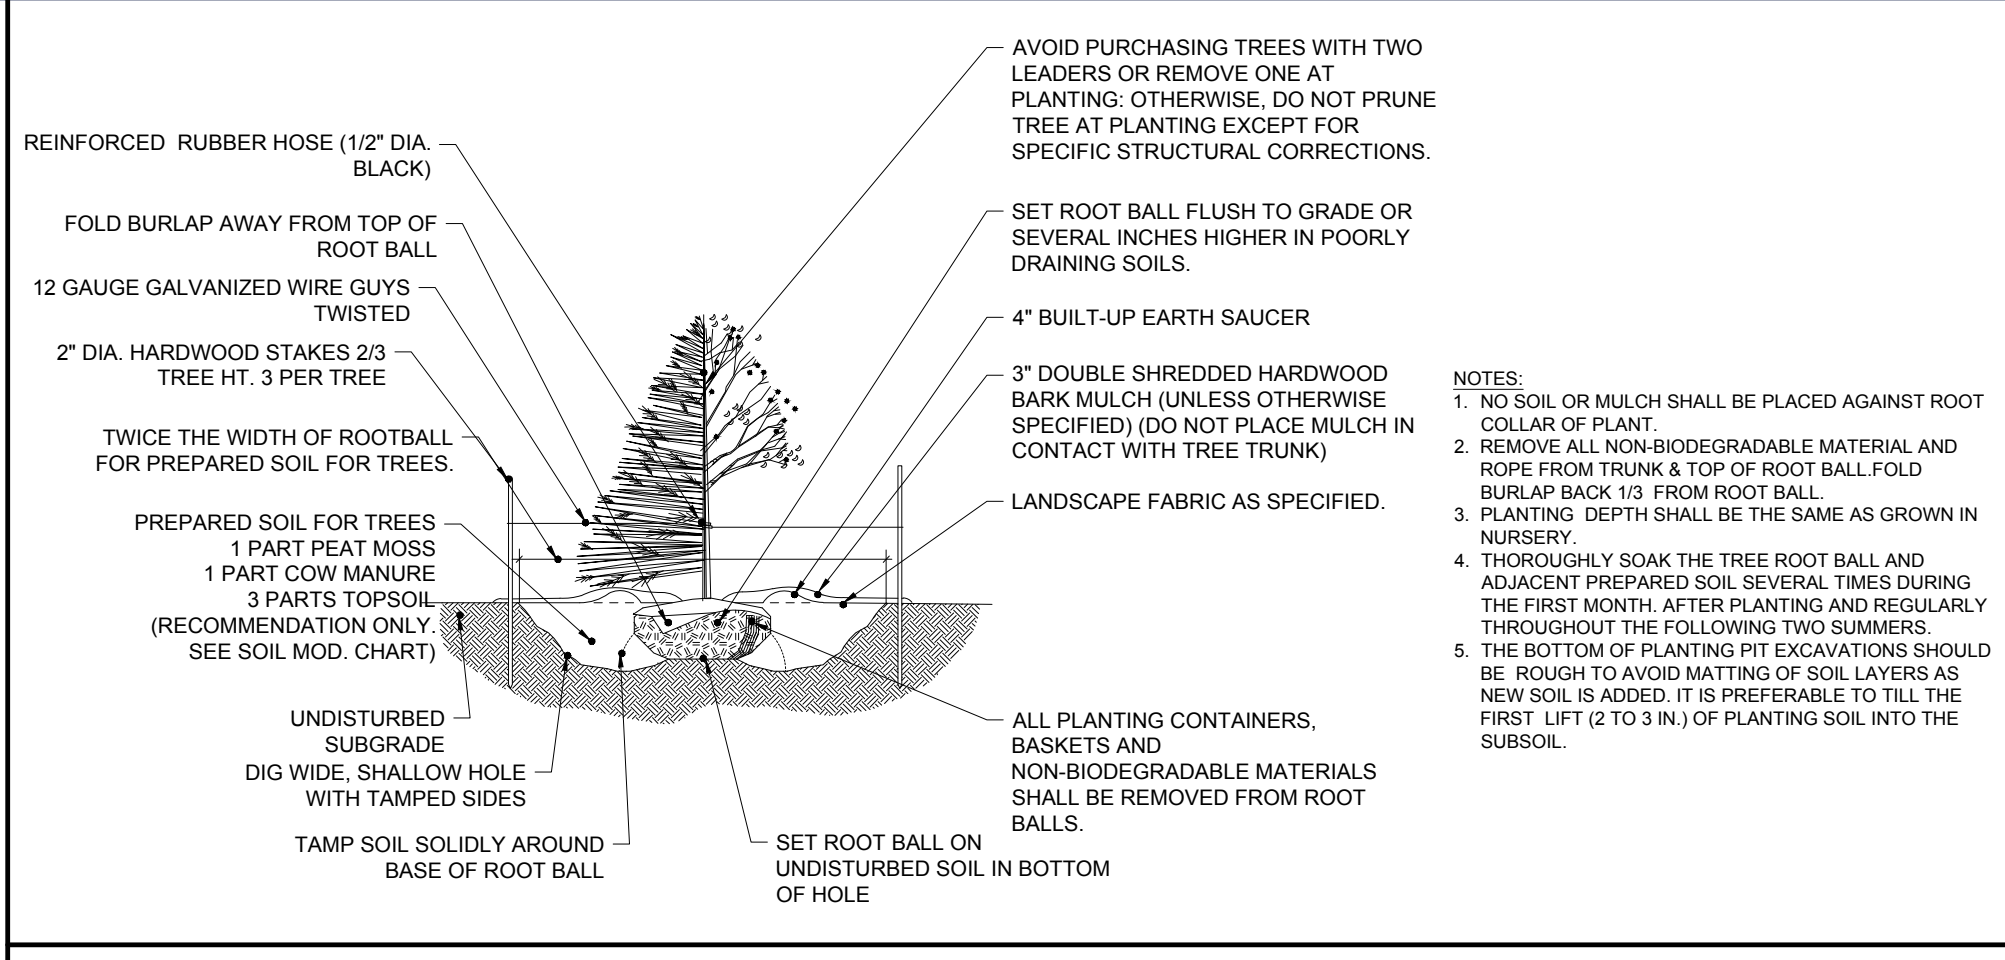 REINFORCED  RUBBER HOSE (1/2" DIA.
BLACK)
FOLD BURLAP AWAY FROM TOP OF
ROOT BALL
12 GAUGE GALVANIZED WIRE GUYS
TWISTED
2" DIA. HARDWOOD STAKES 2/3
TREE HT. 3 PER TREE
TWICE THE WIDTH OF ROOTBALL
FOR PREPARED SOIL FOR TREES.
PREPARED SOIL FOR TREES
1 PART PEAT MOSS
1 PART COW MANURE
3 PARTS TOPSOIL
(RECOMMENDATION ONLY.
SEE SOIL MOD. CHART)
UNDISTURBED
SUBGRADE
DIG WIDE, SHALLOW HOLE
WITH TAMPED SIDES
TAMP SOIL SOLIDLY AROUND
BASE OF ROOT BALL
AVOID PURCHASING TREES WITH TWO
LEADERS OR REMOVE ONE AT
PLANTING: OTHERWISE, DO NOT PRUNE
TREE AT PLANTING EXCEPT FOR
SPECIFIC STRUCTURAL CORRECTIONS.
SET ROOT BALL FLUSH TO GRADE OR
SEVERAL INCHES HIGHER IN POORLY
DRAINING SOILS.
4" BUILT-UP EARTH SAUCER
3" DOUBLE SHREDDED HARDWOOD
BARK MULCH (UNLESS OTHERWISE
SPECIFIED) (DO NOT PLACE MULCH IN
CONTACT WITH TREE TRUNK)
LANDSCAPE FABRIC AS SPECIFIED.
ALL PLANTING CONTAINERS,
BASKETS AND
NON-BIODEGRADABLE MATERIALS
SHALL BE REMOVED FROM ROOT
BALLS.
SET ROOT BALL ON
UNDISTURBED SOIL IN BOTTOM
OF HOLE
NOTES:
1. NO SOIL OR MULCH SHALL BE PLACED AGAINST ROOT
COLLAR OF PLANT.
2. REMOVE ALL NON-BIODEGRADABLE MATERIAL AND
ROPE FROM TRUNK & TOP OF ROOT BALL.FOLD
BURLAP BACK 1/3  FROM ROOT BALL.
3. PLANTING  DEPTH SHALL BE THE SAME AS GROWN IN
NURSERY.
4. THOROUGHLY SOAK THE TREE ROOT BALL AND
ADJACENT PREPARED SOIL SEVERAL TIMES DURING
THE FIRST MONTH. AFTER PLANTING AND REGULARLY
THROUGHOUT THE FOLLOWING TWO SUMMERS.
5. THE BOTTOM OF PLANTING PIT EXCAVATIONS SHOULD
BE  ROUGH TO AVOID MATTING OF SOIL LAYERS AS
NEW SOIL IS ADDED. IT IS PREFERABLE TO TILL THE
FIRST  LIFT (2 TO 3 IN.) OF PLANTING SOIL INTO THE
SUBSOIL.